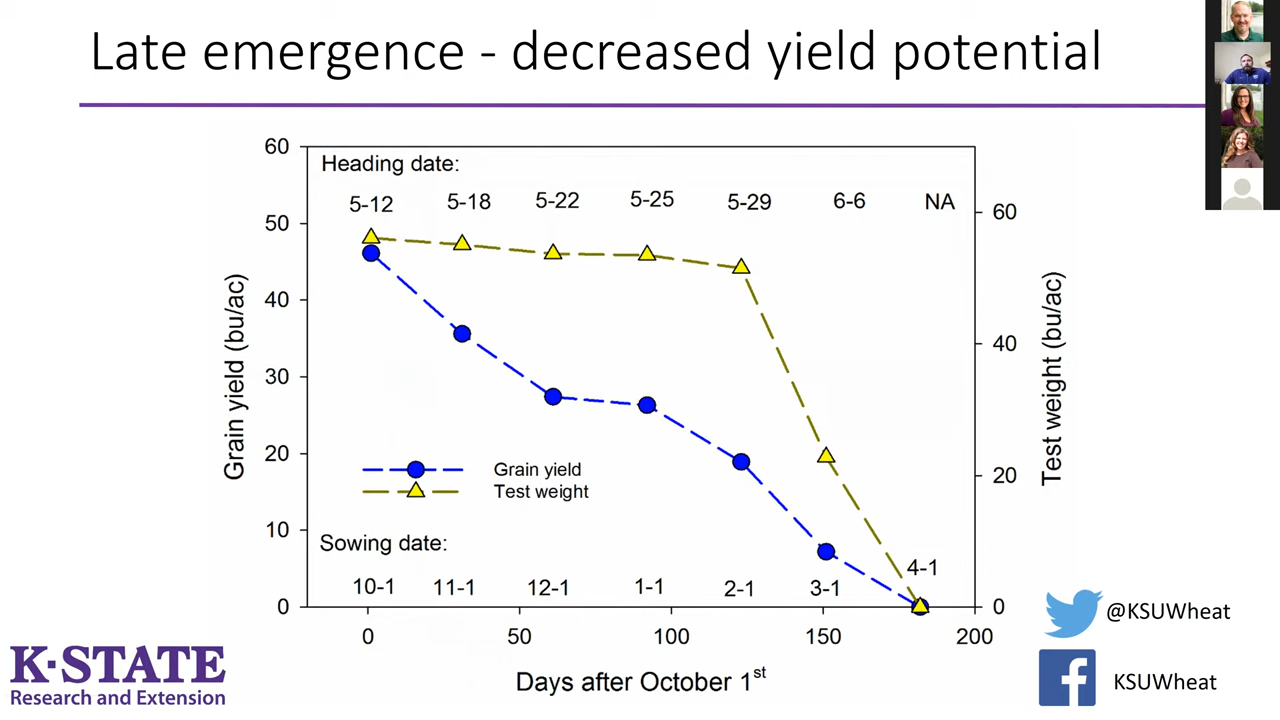 Late emergence - decreased yield potential
Heading date:
5-12 5-18 5-22 5-25 5-29 6-6 NA
60
50
40
30
20
10
0
Grain yield (bu/ac)
60
40
20
0
Test weight (bu/ac)
Grain yield
Test weight
Sowing date:
10-1 11-1 12-1 1-1 2-1 3-1 4-1
0 50 100 150 200
Days after October 1st
K-STATE
Research and Extension
@KSUWheat
KSUWheat